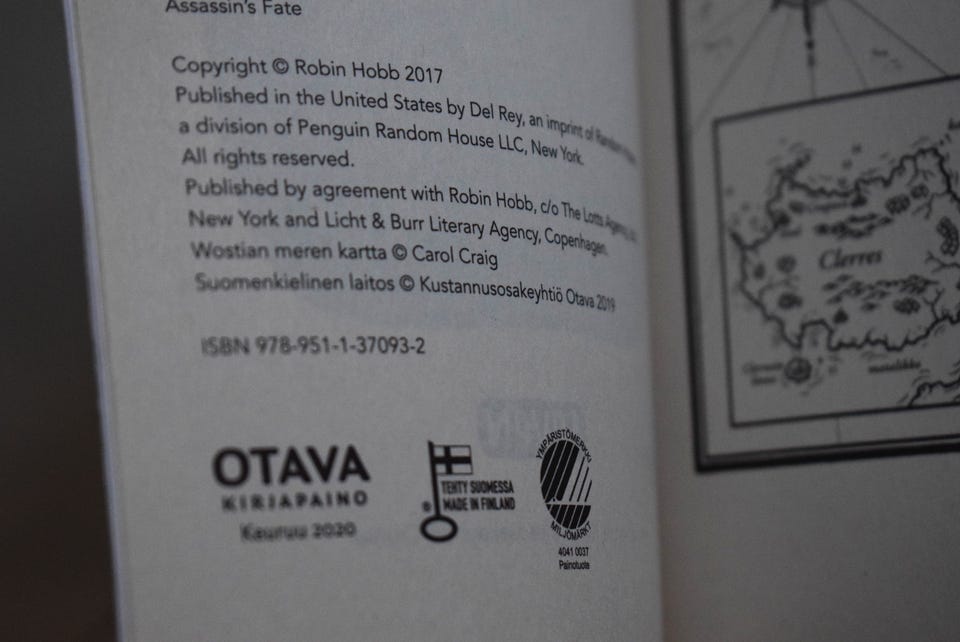 Assassin's Fate
Copyright © Robin Hobb 2017
Published in the United States by Del Rey, an imprint of Random
a division of Penguin Random House LLC, New York.
All rights reserved.
Published by agreement with Robin Hobb, c/o The Lotts Agency,
New York and Licht & Burr Literary Agency, Copenhagen.
Wostian meren kartta © Carol Craig
Suomenkielinen laitos © Kustannusosakeyhtiö Otava 2019
ISBN 978-951-1-37093-2
OTAVA
KIRJAPAINO
Keuruu 2020
TEHTY SUOMESSA
MADE IN FINLAND
YMPÄRISTÖMERKKI
MILJÖMÄRKT
4041 0037
Painotuote
Clerres